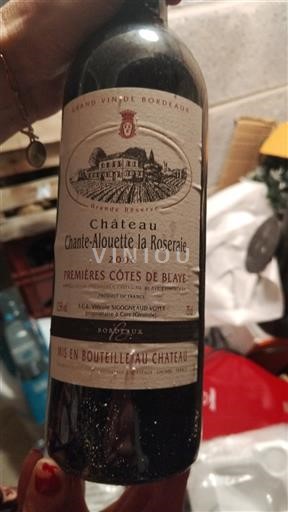 GRAND VIN DE BORDEAUX
Grande Réserve
Château
Chante-Alouette la Roseraie
VINIOU
PREMIÈRES CÔTES DE BLAYE
PRODUCT OF FRANCE
BORDEAUX
MIS EN BOUTEILLE AU CHATEAU